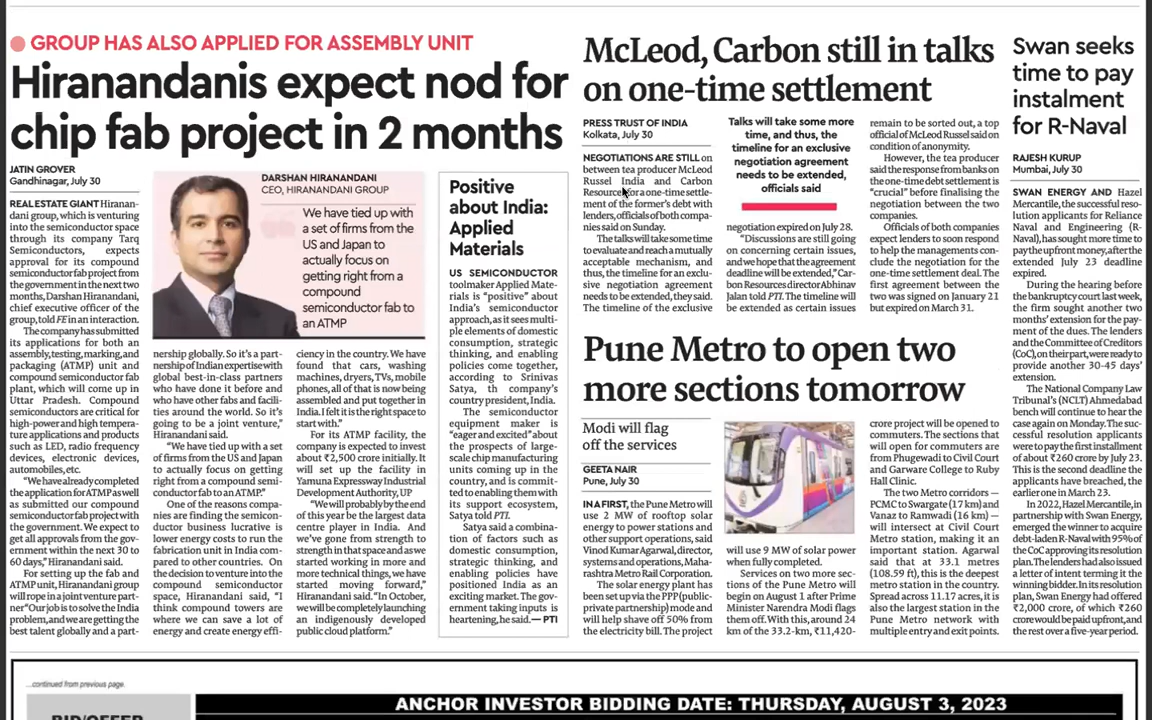 GROUP HAS ALSO APPLIED FOR ASSEMBLY UNIT
Hiranandanis expect nod for
chip fab project in 2 months
JATIN GROVER
Gandhinagar, July 30
REAL ESTATE GIANT Hiranan-
dani group, which is venturing
into the semiconductor space
through its company Tarq
Semiconductors, expects
approval for its compound
semiconductor fab project from
the government in the next two
months, Darshan Hiranandani,
chief executive officer of the
group, told FE in an interaction.
The company has submitted
its applications for both an
assembly, testing, marking, and
packaging (ATMP) unit and
compound semiconductor fab
plant, which will come up in
Uttar Pradesh. Compound
semiconductors are critical for
high-power and high tempera-
ture applications and products
such as LED, radio frequency
devices, electronic devices,
automobiles, etc.
"We have already completed
the application for ATMP as well
as submitted our compound
semiconductor fab project with
the government. We expect to
get all approvals from the gov-
ernment within the next 30 to
60 days," Hiranandani said.
For setting up the fab and
ATMP unit, Hiranandani group
will rope in a joint venture part-
ner "Our job is to solve the India
problem, and we are getting the
best talent globally and a part-
DARSHAN HIRANANDANI
CEO, HIRANANDANI GROUP
We have tied up with
a set of firms from the
US and Japan to
actually focus on
getting right from a
compound
semiconductor fab to
an ATMP
nership globally. So it's a part-
nership of Indian expertise with
global best-in-class partners
who have done it before and
who have other fabs and facili-
ties around the world. So it's
going to be a joint venture,"
Hiranandani said.
"We have tied up with a set
of firms from the US and Japan
to actually focus on getting
right from a compound semi-
conductor fab to an ATMP."
One of the reasons compa-
nies are finding the semicon-
ductor business lucrative is
lower energy costs to run the
fabrication unit in India com-
pared to other countries. On
the decision to venture into the
compound semiconductor
space, Hiranandani said, "I
think compound towers are
where we can save a lot of
energy and create energy effi-
ciency in the country. We have
found that cars, washing
machines, dryers, TVs, mobile
phones, all of that is now being
assembled and put together in
India. I felt it is the right space to
start with."
For its ATMP facility, the
company is expected to invest
about ₹2,500 crore initially. It
will set up the facility in
Yamuna Expressway Industrial
Development Authority, UP
"We will probably by the end
of this year be the largest data
centre player in India. And
we've gone from strength to
strength in that space and as we
started working in more and
more technical things, we have
started moving forward,"
Hiranandani said. "In October,
we will be completely launching
an indigenously developed
public cloud platform."
Positive
about India:
Applied
Materials
US SEMICONDUCTOR
toolmaker Applied Mate-
rials is "positive" about
India's semiconductor
approach, as it sees multi-
ple elements of domestic
consumption, strategic
thinking, and enabling
policies come together,
according to Srinivas
Satya, th company's
country president, India.
The semiconductor
equipment maker is
"eager and excited" about
the prospects of large-
scale chip manufacturing
units coming up in the
country, and is commit-
ted to enabling them with
its support ecosystem,
Satya told PTI.
Satya said a combina-
tion of factors such as
domestic consumption,
strategic thinking, and
enabling policies have
positioned India as an
exciting market. The gov-
ernment taking inputs is
heartening, he said. — PTI
McLeod, Carbon still in talks
on one-time settlement
PRESS TRUST OF INDIA
Kolkata, July 30
NEGOTIATIONS ARE STILL on
between tea producer McLeod
Russel India and Carbon
Resources for a one-time settle-
ment of the former's debt with
lenders, officials of both compa-
nies said on Sunday.
The talks will take some time
to evaluate and reach a mutually
acceptable mechanism, and
thus, the timeline for an exclu-
sive negotiation agreement
needs to be extended, they said.
The timeline of the exclusive
Talks will take some more
time, and thus, the
timeline for an exclusive
negotiation agreement
needs to be extended,
officials said
negotiation expired on July 28.
"Discussions are still going
on concerning certain issues,
and we hope that the agreement
deadline will be extended," Car-
bon Resources director Abhinav
Jalan told PTI. The timeline will
be extended as certain issues
remain to be sorted out, a top
official of McLeod Russel said on
condition of anonymity.
However, the tea producer
said the response from banks on
the one-time debt settlement is
"crucial" before finalising the
negotiation between the two
companies.
Officials of both companies
expect lenders to soon respond
to help the managements con-
clude the negotiation for the
one-time settlement deal. The
first agreement between the
two was signed on January 21
but expired on March 31.
Pune Metro to open two
more sections tomorrow
Modi will flag
off the services
GEETA NAIR
Pune, July 30
IN A FIRST, the Pune Metro will
use 2 MW of rooftop solar
energy to power stations and
other support operations, said
Vinod Kumar Agarwal, director,
systems and operations, Maha-
rashtra Metro Rail Corporation.
The solar energy plant has
been set up via the PPP (public-
private partnership) mode and
will help shave off 50% from
the electricity bill. The project
will use 9 MW of solar power
when fully completed.
Services on two more sec-
tions of the Pune Metro will
begin on August 1 after Prime
Minister Narendra Modi flags
them off. With this, around 24
km of the 33.2-km, ₹11,420-
crore project will be opened to
commuters. The sections that
will open for commuters are
from Phugewadi to Civil Court
and Garware College to Ruby
Hall Clinic.
The two Metro corridors —
PCMC to Swargate (17 km) and
Vanaz to Ramwadi (16 km) —
will intersect at Civil Court
Metro station, making it an
important station. Agarwal
said that at 33.1 metres
(108.59 ft), this is the deepest
metro station in the country.
Spread across 11.17 acres, it is
also the largest station in the
Pune Metro network with
multiple entry and exit points.
Swan seeks
time to pay
instalment
for R-Naval
RAJESH KURUP
Mumbai, July 30
SWAN ENERGY AND Hazel
Mercantile, the successful reso-
lution applicants for Reliance
Naval and Engineering (R-
Naval), has sought more time to
pay the upfront money, after the
extended July 23 deadline
expired.
During the hearing before
the bankruptcy court last week,
the firm sought another two
months' extension for the pay-
ment of the dues. The lenders
and the Committee of Creditors
(CoC), on their part, were ready to
provide another 30-45 days'
extension.
The National Company Law
Tribunal's (NCLT) Ahmedabad
bench will continue to hear the
case again on Monday. The suc-
cessful resolution applicants
were to pay the first installment
of about ₹260 crore by July 23.
This is the second deadline the
applicants have breached, the
earlier one in March 23.
In 2022, Hazel Mercantile, in
partnership with Swan Energy,
emerged the winner to acquire
debt-laden R-Naval with 95% of
the CoC approving its resolution
plan. The lenders had also issued
a letter of intent terming it the
winning bidder. In its resolution
plan, Swan Energy had offered
₹2,000 crore, of which ₹260
crore would be paid upfront, and
the rest over a five-year period.
...continued from previous page.
BID/OFFER
ANCHOR INVESTOR BIDDING DATE: THURSDAY, AUGUST 3, 2023